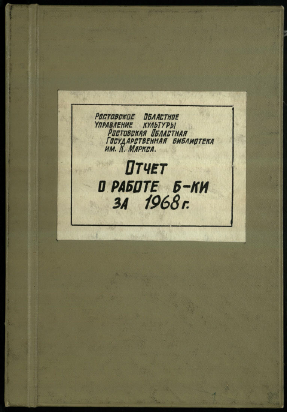 Ростовское Областное
Управление культуры
Ростовская Областная
Государственная библиотека
им. К. Маркса.
Отчет
о работе б-ки
за 1968 г.